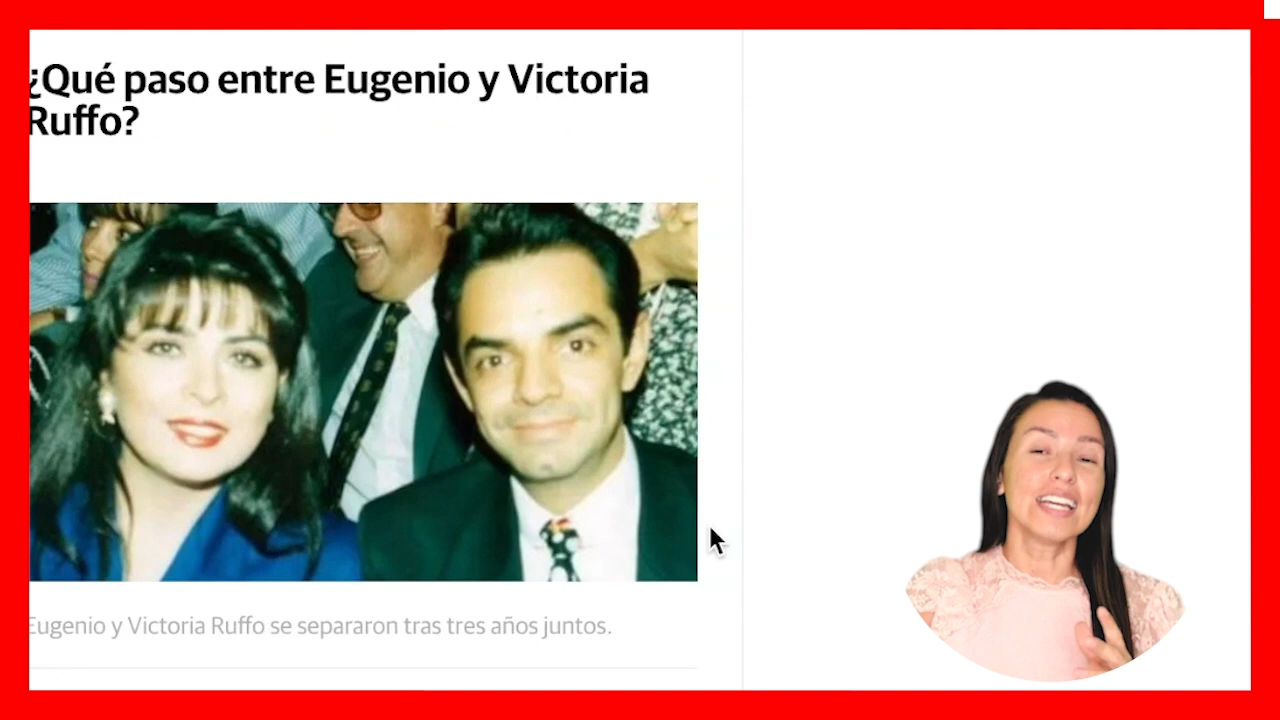 ¿Qué paso entre Eugenio y Victoria
Ruffo?
Eugenio y Victoria Ruffo se separaron tras tres años juntos.